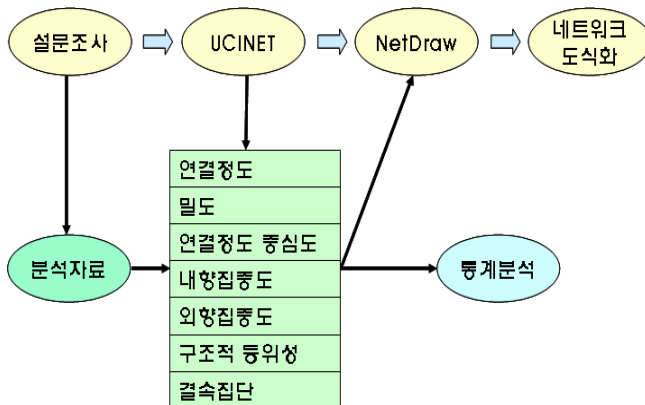 설문조사
UCINET
NetDraw
네트워크
도식화
연결정도
밀도
연결정도 중심도
내향집중도
외향집중도
구조적 등위성
결속집단
분석자료
통계분석